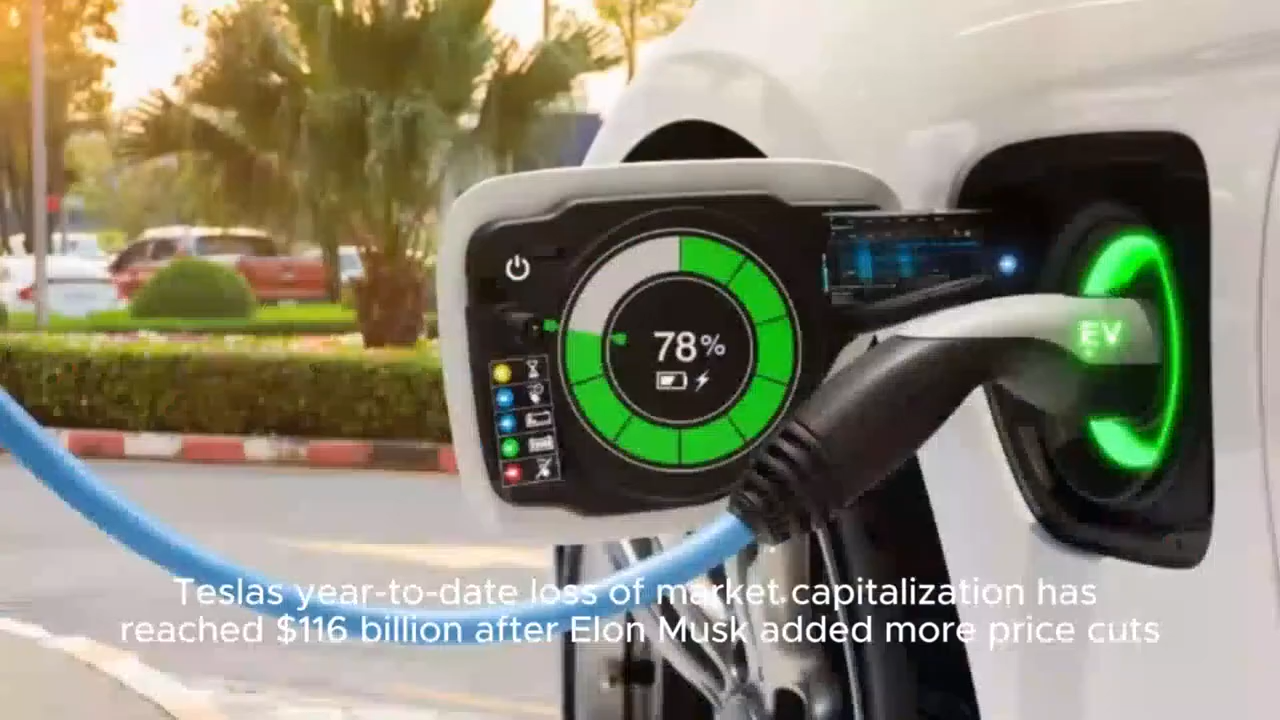 78%
EV
Teslas year-to-date loss of market capitalization has
reached $116 billion after Elon Musk added more price cuts